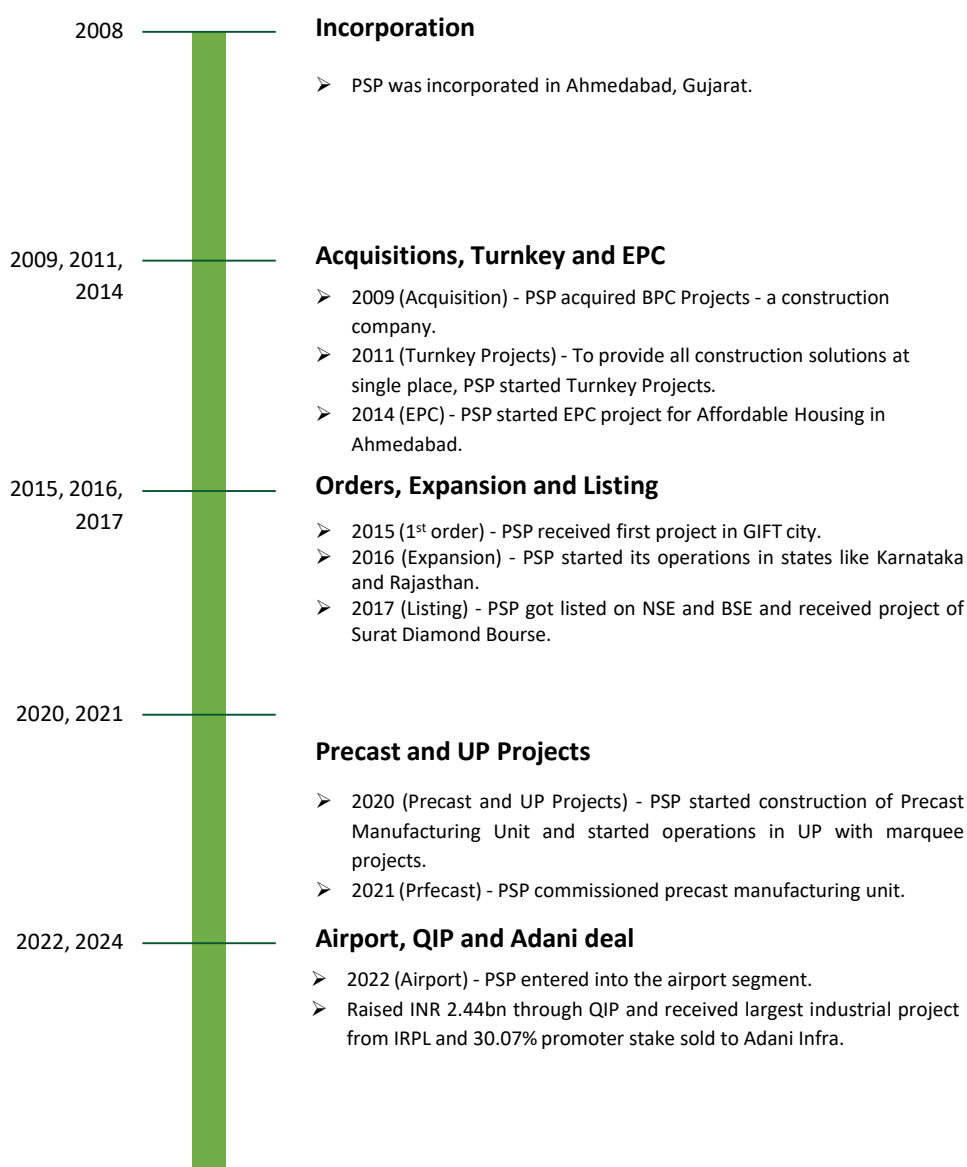 2008
Incorporation
➢ PSP was incorporated in Ahmedabad, Gujarat.
2009, 2011,
2014
Acquisitions, Turnkey and EPC
➢ 2009 (Acquisition) - PSP acquired BPC Projects - a construction
company.
➢ 2011 (Turnkey Projects) - To provide all construction solutions at
single place, PSP started Turnkey Projects.
➢ 2014 (EPC) - PSP started EPC project for Affordable Housing in
Ahmedabad.
2015, 2016,
2017
Orders, Expansion and Listing
➢ 2015 (1st order) - PSP received first project in GIFT city.
➢ 2016 (Expansion) - PSP started its operations in states like Karnataka
and Rajasthan.
➢ 2017 (Listing) - PSP got listed on NSE and BSE and received project of
Surat Diamond Bourse.
2020, 2021
Precast and UP Projects
➢ 2020 (Precast and UP Projects) - PSP started construction of Precast
Manufacturing Unit and started operations in UP with marquee
projects.
➢ 2021 (Prfecast) - PSP commissioned precast manufacturing unit.
2022, 2024
Airport, QIP and Adani deal
➢ 2022 (Airport) - PSP entered into the airport segment.
➢ Raised INR 2.44bn through QIP and received largest industrial project
from IRPL and 30.07% promoter stake sold to Adani Infra.